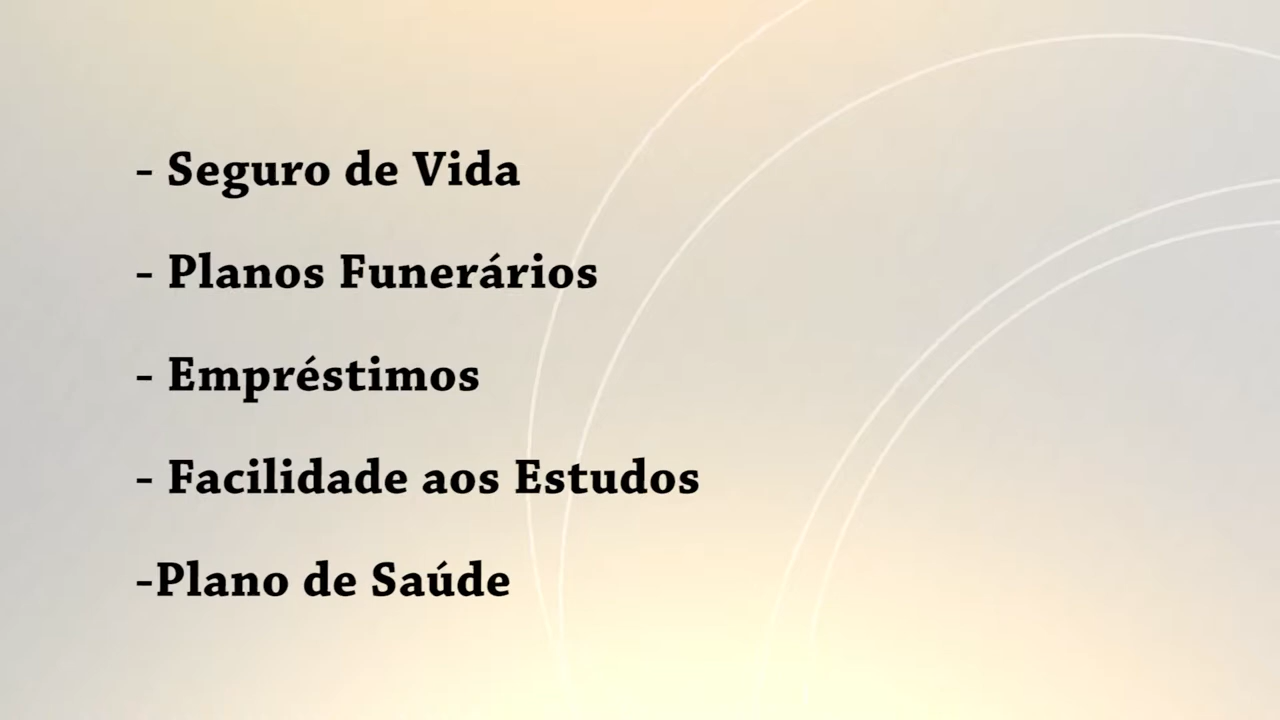 - Seguro de Vida
- Planos Funerários
- Empréstimos
- Facilidade aos Estudos
-Plano de Saúde